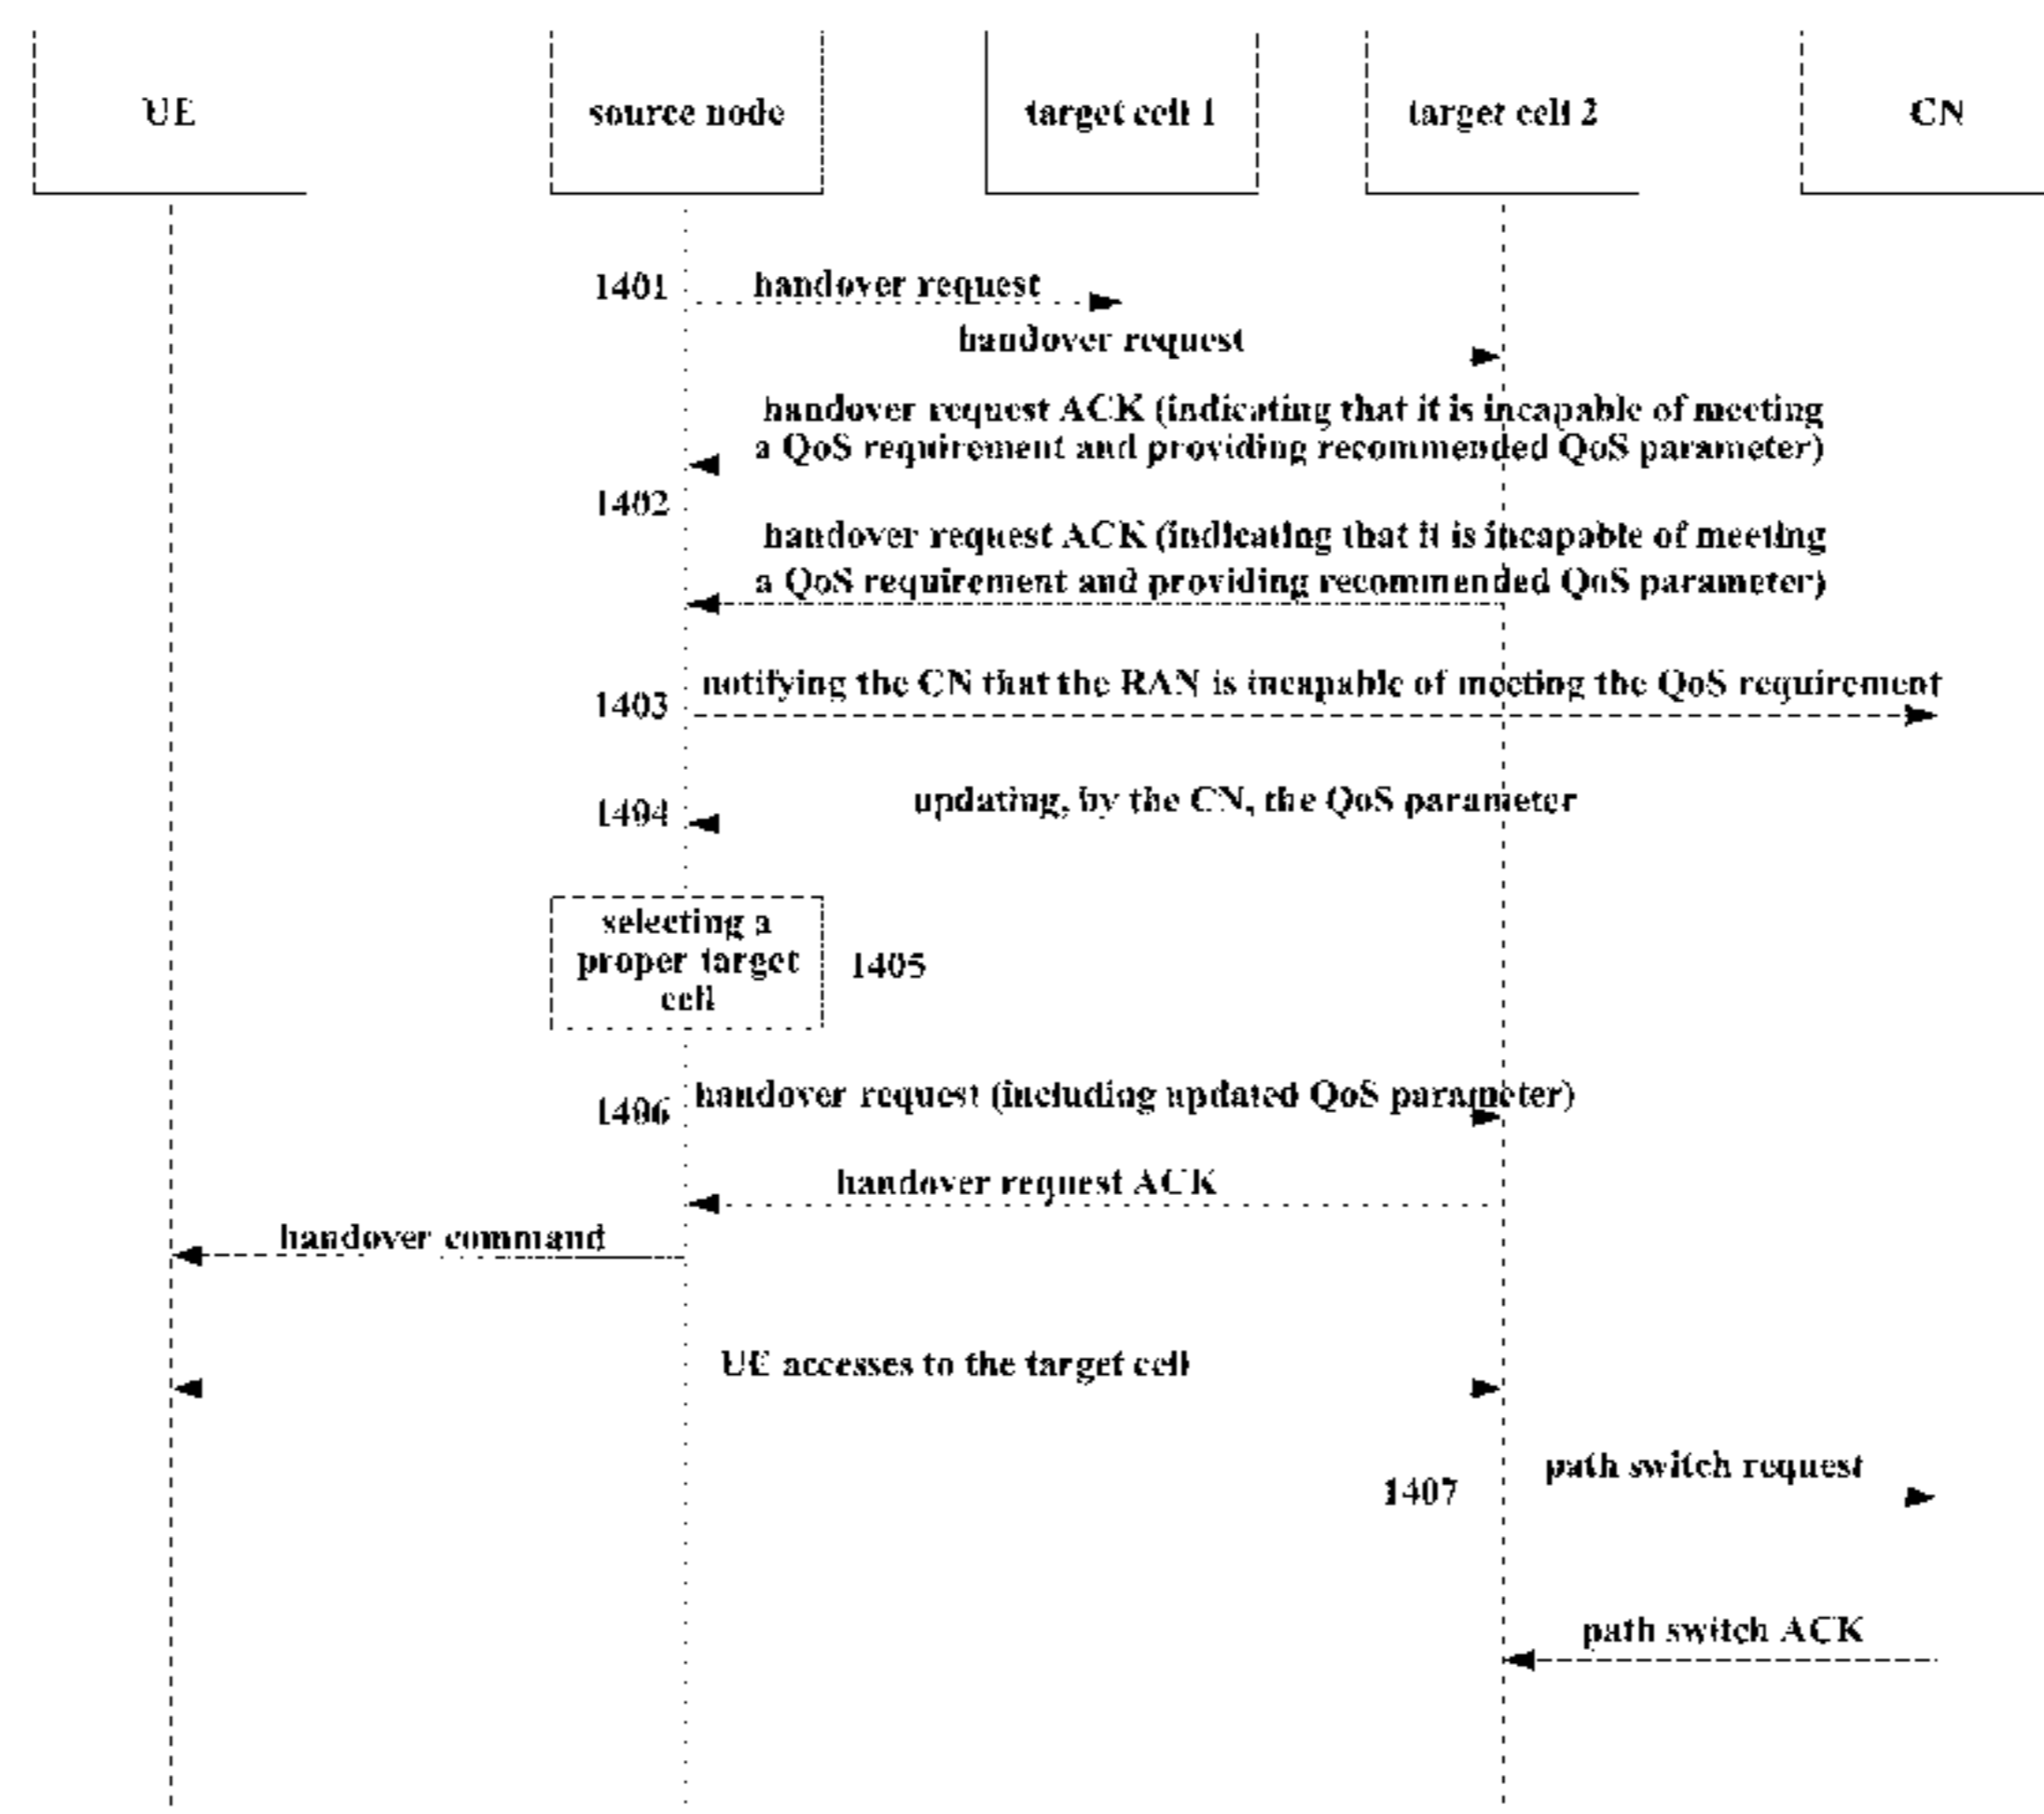 UE
source node
target cell 1
target cell 2
CN
1401
handover request
handover request
handover request ACK (indicating that it is incapable of meeting
a QoS requirement and providing recommended QoS parameter)
1402
handover request ACK (indicating that it is incapable of meeting
a QoS requirement and providing recommended QoS parameter)
notifying the CN that the RAN is incapable of meeting the QoS requirement
1403
updating, by the CN, the QoS parameter
1404
selecting a
proper target
cell
1405
handover request (including updated QoS parameter)
1406
handover request ACK
handover command
UE accesses to the target cell
path switch request
1407
path switch ACK